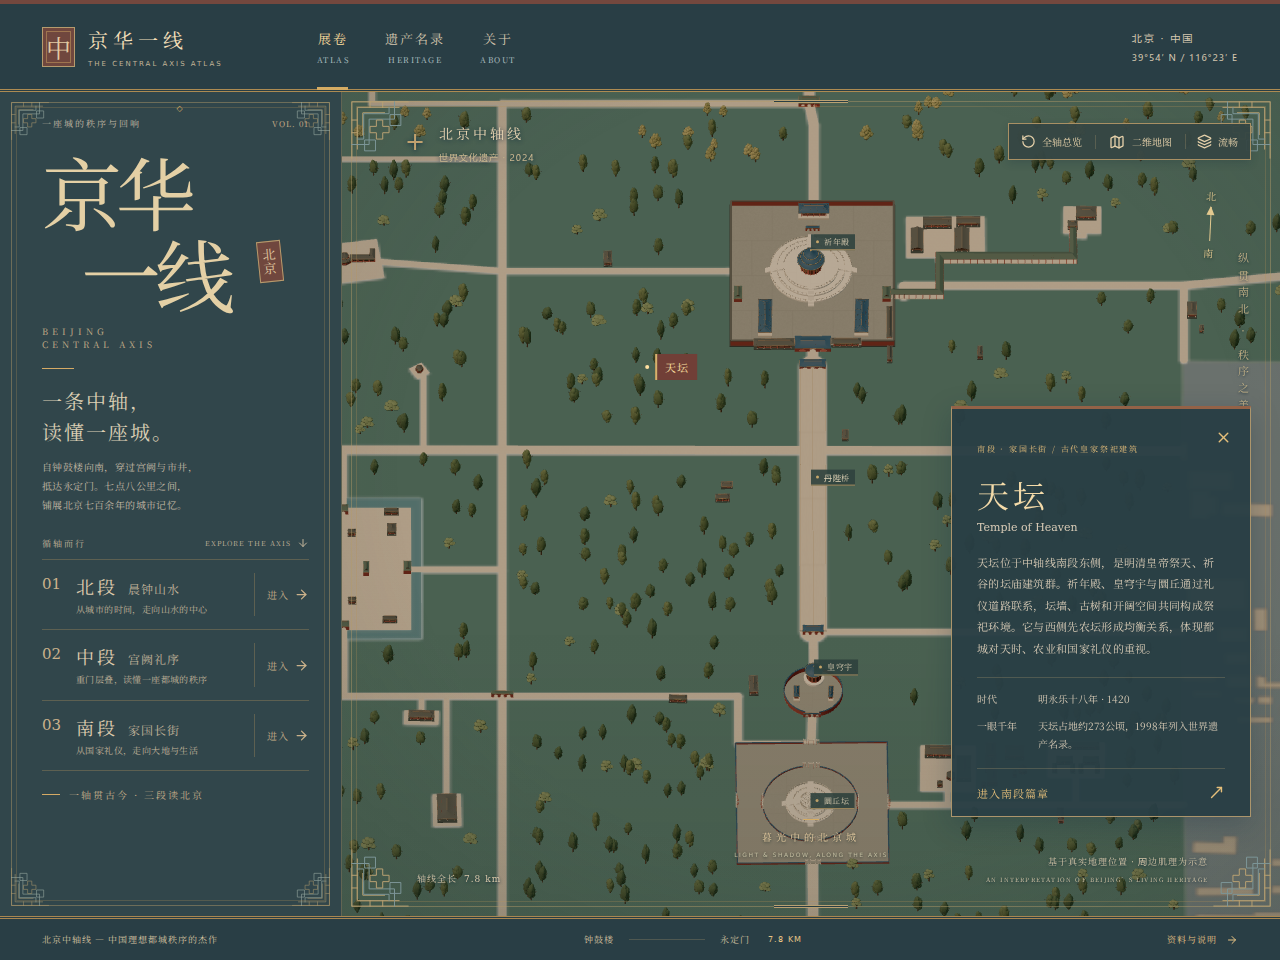 中
京华一线
THE CENTRAL AXIS ATLAS
展卷
ATLAS
遗产名录
HERITAGE
关于
ABOUT
北京 · 中国
39°54′ N / 116°23′ E
一座城的秩序与回响
VOL. 01
京华
一线
北京
BEIJING
CENTRAL AXIS
一条中轴，
读懂一座城。
自钟鼓楼向南，穿过宫阙与市井，
抵达永定门。七点八公里之间，
铺展北京七百余年的城市记忆。
循轴而行
EXPLORE THE AXIS
01 北段 晨钟山水
从城市的时间，走向山水的中心
进入
02 中段 宫阙礼序
重门层叠，读懂一座都城的秩序
进入
03 南段 家国长街
从国家礼仪，走向大地与生活
进入
一轴贯古今 · 三段读北京
北京中轴线
世界文化遗产 · 2024
全轴总览
二维地图
流畅
北
南
纵贯南北 · 秩序之美
祈年殿
天坛
丹陛桥
皇穹宇
圜丘坛
暮光中的北京城
LIGHT & SHADOW, ALONG THE AXIS
轴线全长 7.8 km
南段 · 家国长街 / 古代皇家祭祀建筑
天坛
Temple of Heaven
天坛位于中轴线南段东侧，是明清皇帝祭天、祈
谷的坛庙建筑群。祈年殿、皇穹宇与圜丘通过礼
仪道路联系，坛墙、古树和开阔空间共同构成祭
祀环境。它与西侧先农坛形成均衡关系，体现都
城对天时、农业和国家礼仪的重视。
时代 明永乐十八年 · 1420
一眼千年 天坛占地约273公顷，1998年列入世界遗
产名录。
进入南段篇章
基于真实地理位置 · 周边肌理为示意
AN INTERPRETATION OF BEIJING'S LIVING HERITAGE
北京中轴线 — 中国理想都城秩序的杰作
钟鼓楼
永定门
7.8 KM
资料与说明